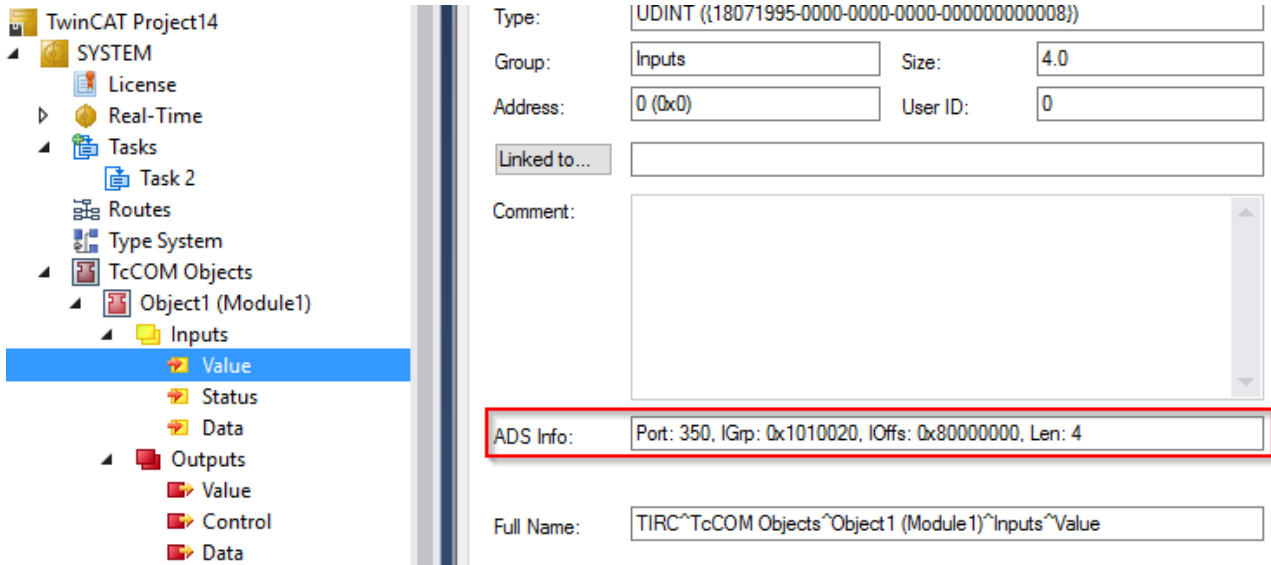 TwinCAT Project14
SYSTEM
License
Real-Time
Tasks
Task 2
Routes
Type System
TcCOM Objects
Object1 (Module1)
Inputs
Value
Status
Data
Outputs
Value
Control
Data
Type: UDINT ({18071995-0000-0000-0000-000000000008})
Group: Inputs Size: 4.0
Address: 0 (0x0) User ID: 0
Linked to...
Comment:
ADS Info: Port: 350, IGrp: 0x1010020, IOffs: 0x80000000, Len: 4
Full Name: TIRC^TcCOM Objects^Object1 (Module1)^Inputs^Value